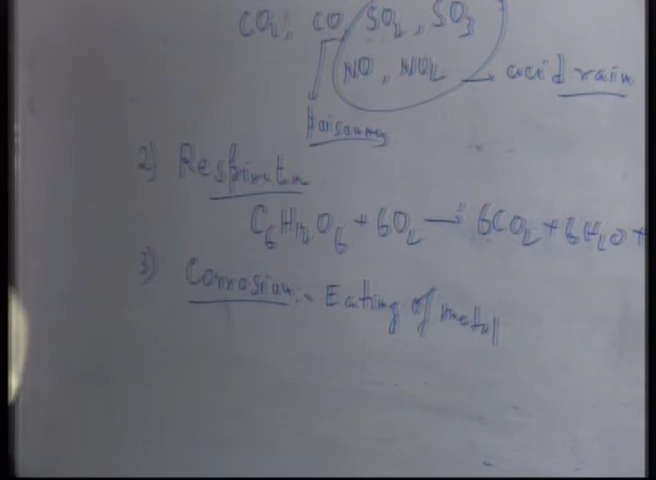 CO₂, CO, SO₂, SO₃
NO, NO₂ → acid rain
Poisonous
2) Respiration
C₆H₁₂O₆ + 6O₂ → 6CO₂ + 6H₂O +
3) Corrosion:- Eating of metal